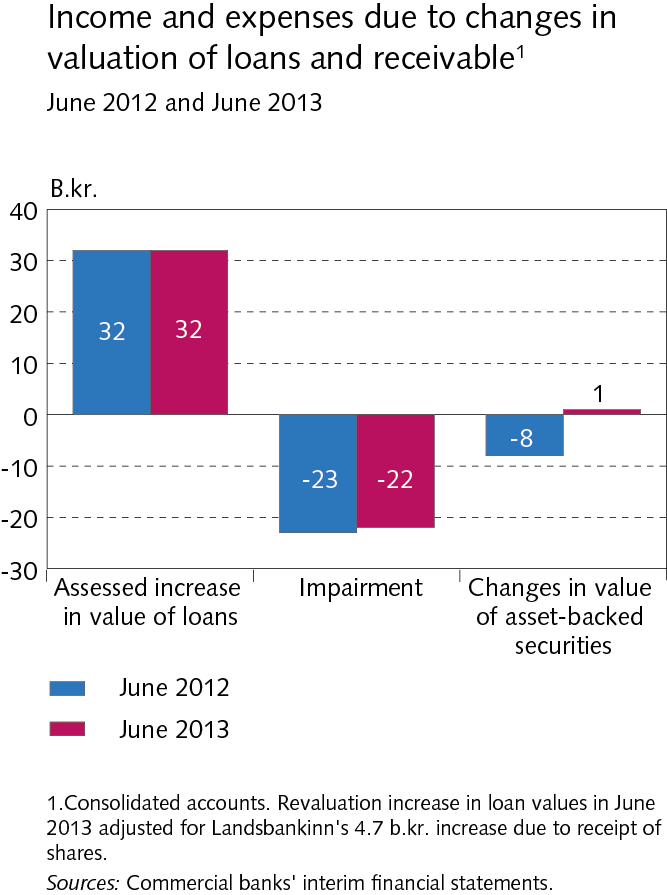 Income and expenses due to changes in
valuation of loans and receivable1
June 2012 and June 2013
B.kr.
40
30
20
10
0
-10
-20
-30
32
32
-23
-22
-8
1
Assessed increase
in value of loans
Impairment
Changes in value
of asset-backed
securities
June 2012
June 2013
1.Consolidated accounts. Revaluation increase in loan values in June
2013 adjusted for Landsbankinn's 4.7 b.kr. increase due to receipt of
shares.
Sources: Commercial banks' interim financial statements.